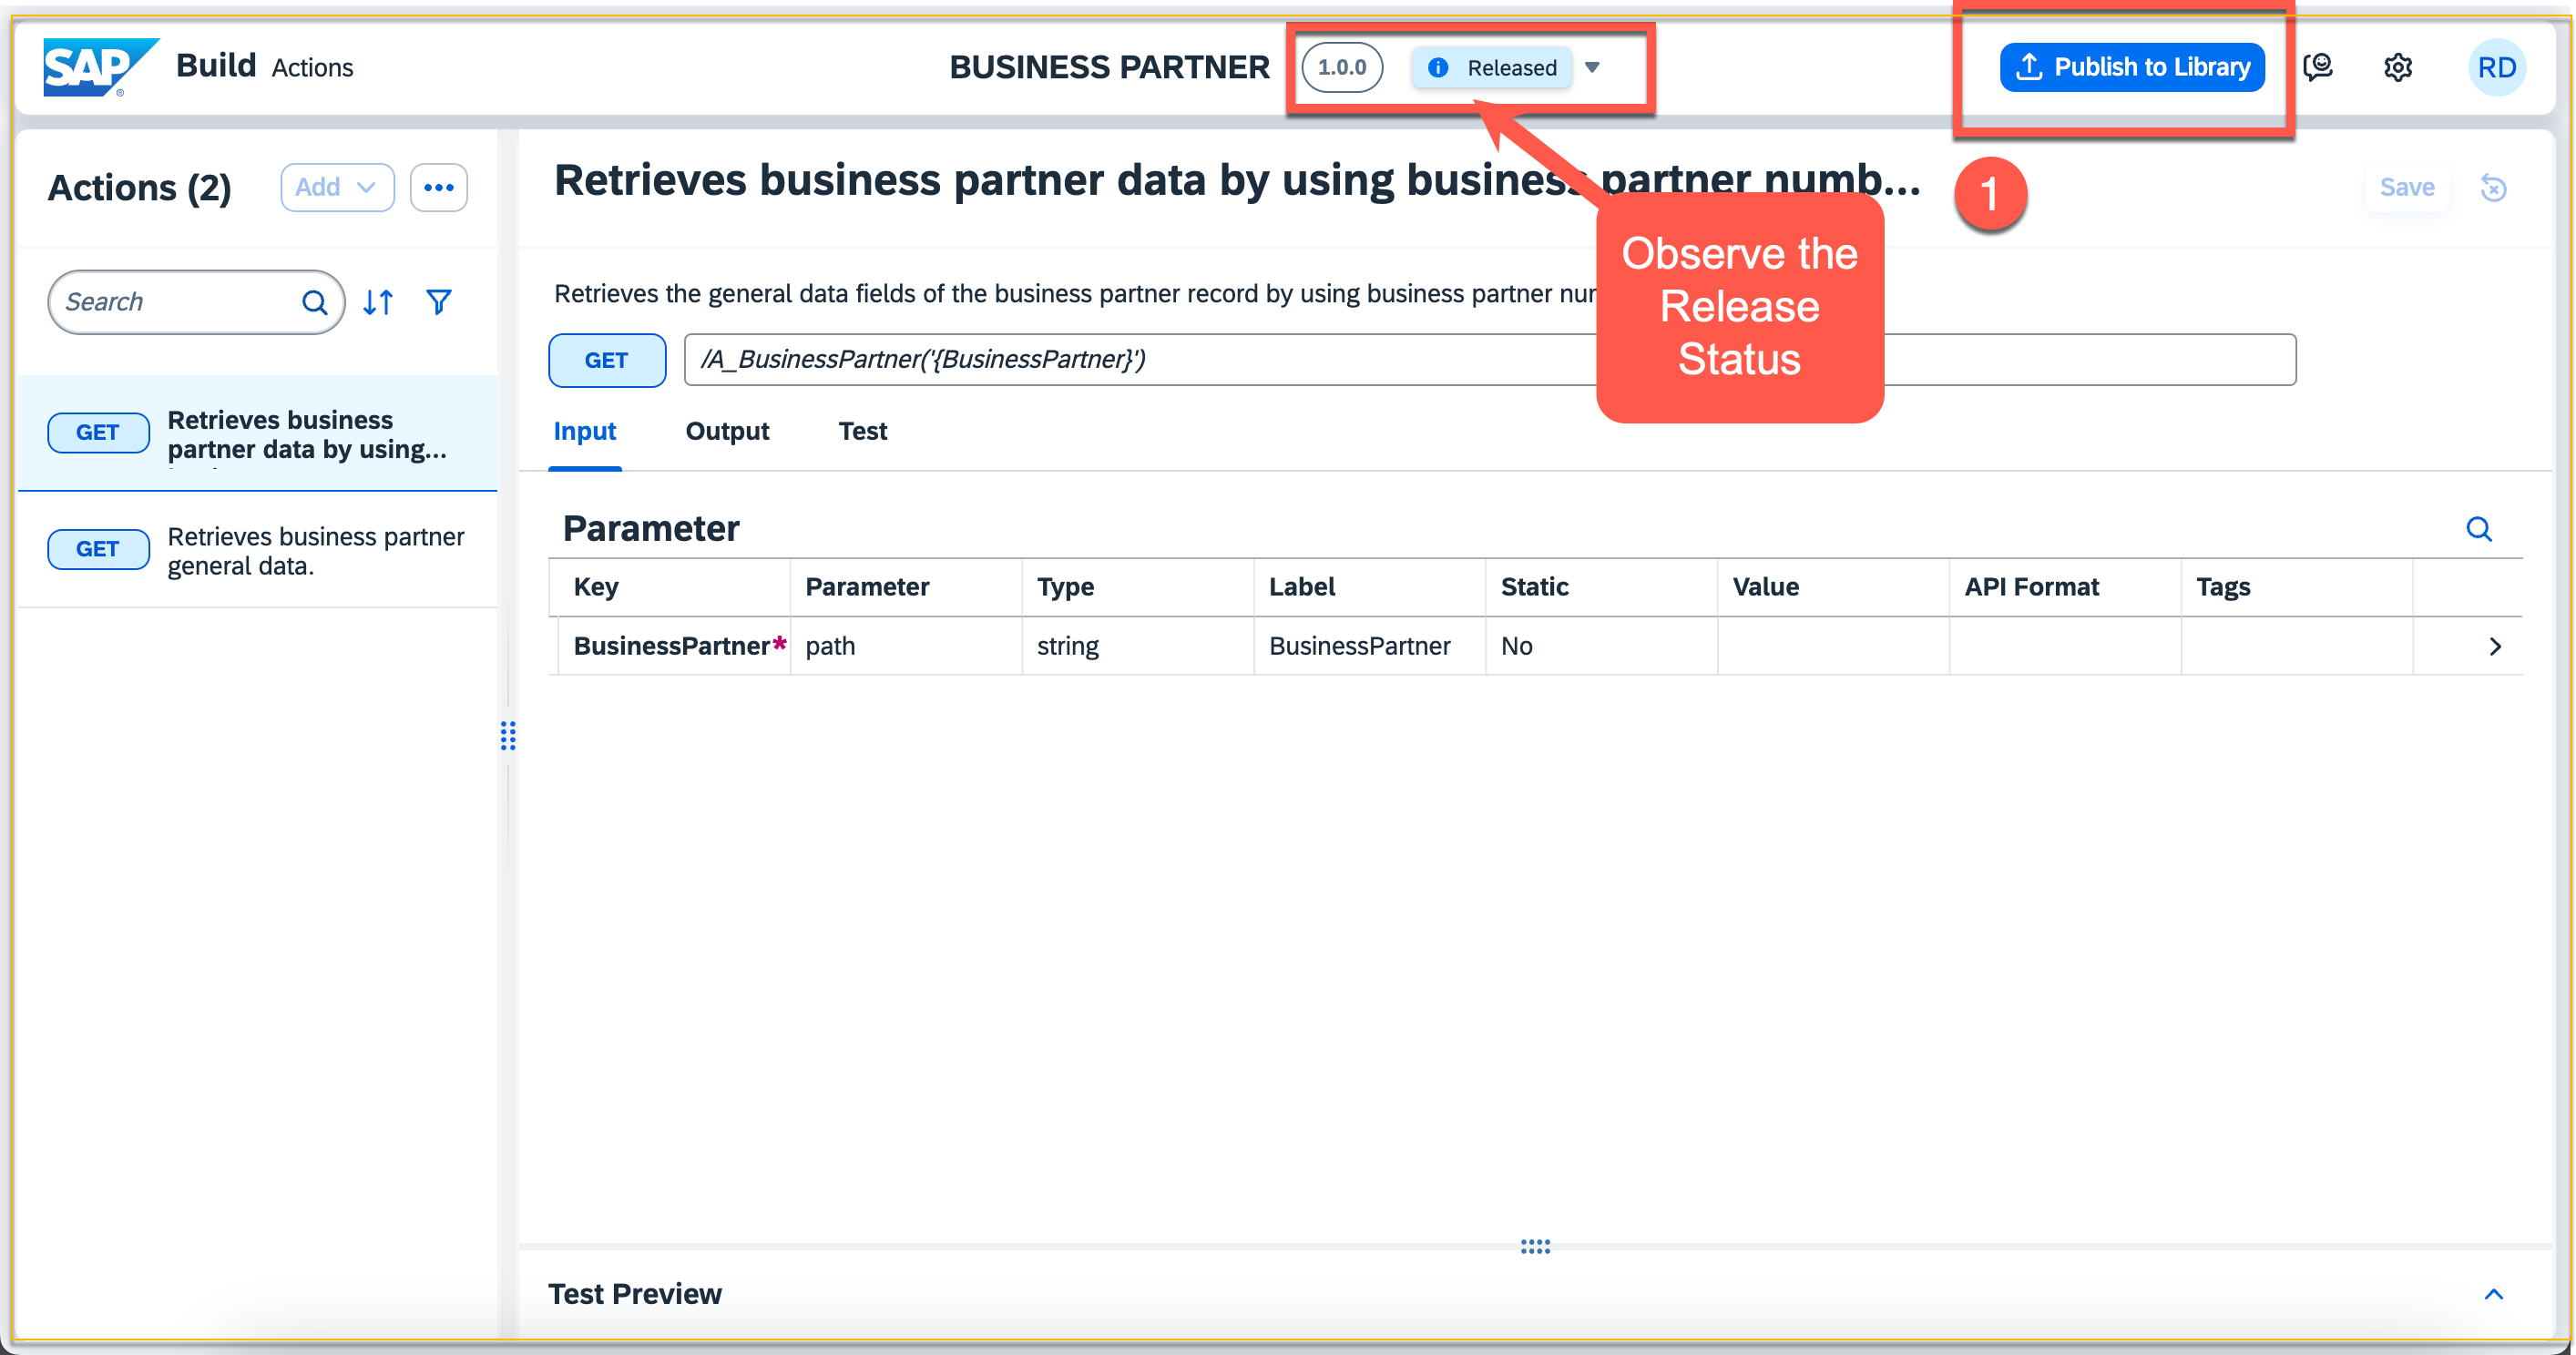 SAP Build Actions
BUSINESS PARTNER 1.0.0 Released
Publish to Library
RD
Actions (2) Add
Search
GET Retrieves business
partner data by using...
GET Retrieves business partner
general data.
Retrieves business partner data by using business partner numb...
1
Save
Observe the
Release
Status
Retrieves the general data fields of the business partner record by using business partner
GET /A_BusinessPartner('{BusinessPartner}')
Input Output Test
Parameter
Key Parameter Type Label Static Value API Format Tags
BusinessPartner* path string BusinessPartner No
Test Preview